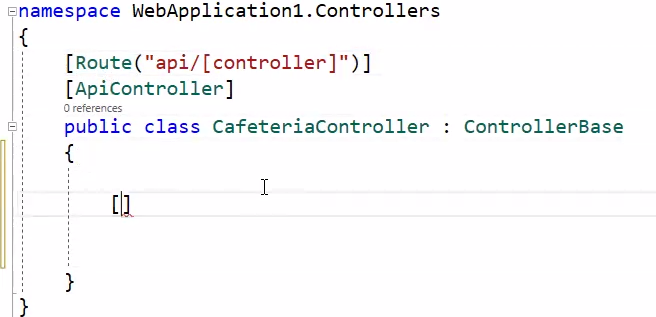 namespace WebApplication1.Controllers
{
[Route("api/[controller]")]
[ApiController]
0 references
public class CafeteriaController : ControllerBase
{
[]
}
}